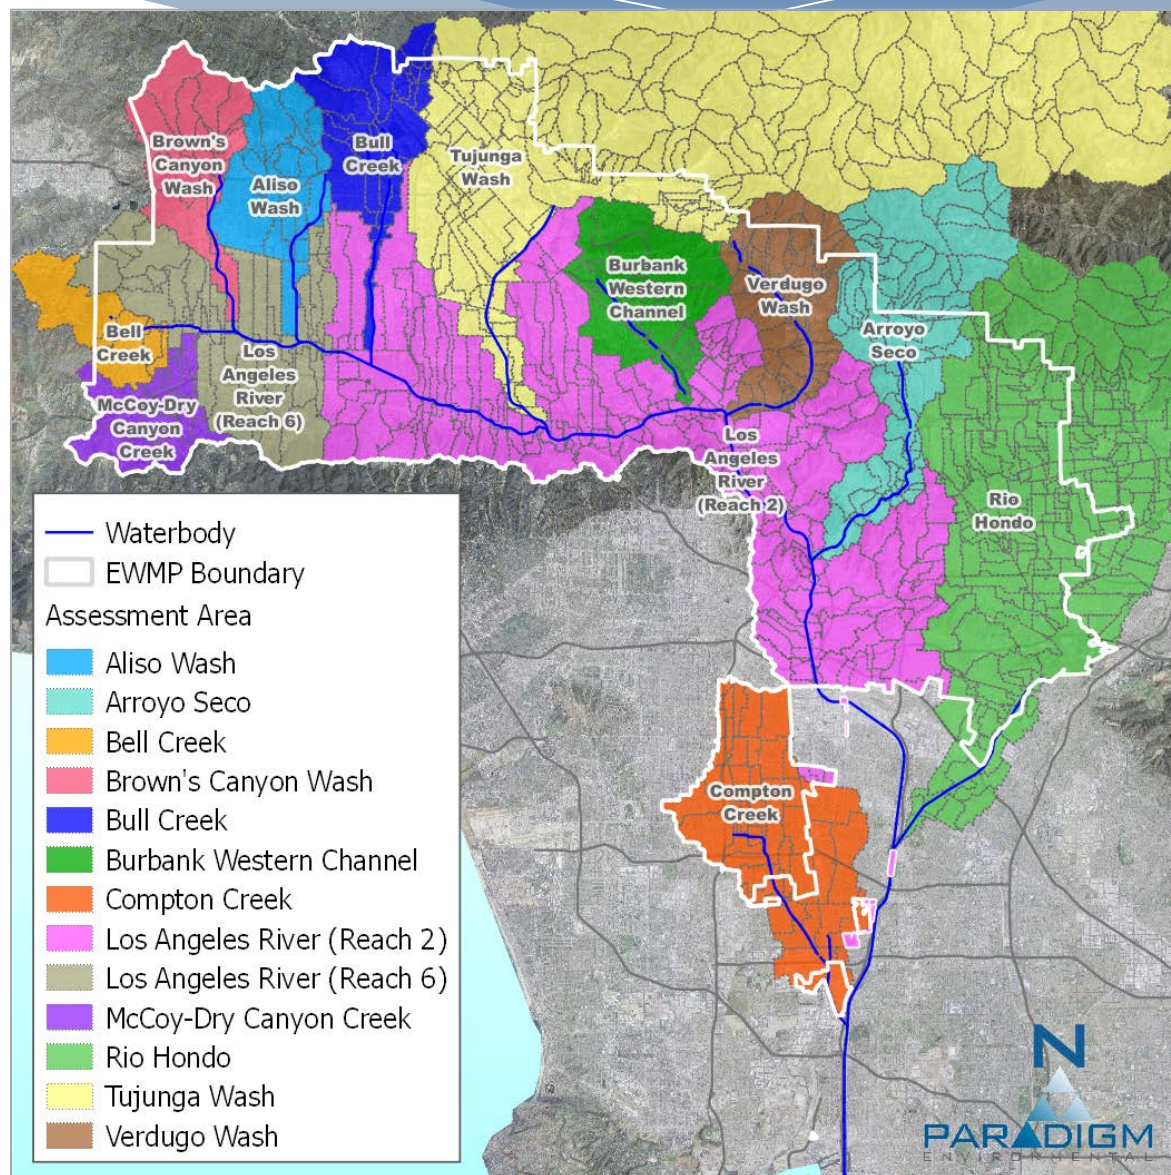 Brown's
Canyon
Wash
Aliso
Wash
Bull
Creek
Tujunga
Wash
Burbank
Western
Channel
Verdugo
Wash
Arroyo
Seco
Bell
Creek
Los
Angeles
River
(Reach 6)
McCoy-Dry
Canyon
Creek
Los
Angeles
River
(Reach 2)
Rio
Hondo
Compton
Creek
Waterbody
EWMP Boundary
Assessment Area
Aliso Wash
Arroyo Seco
Bell Creek
Brown's Canyon Wash
Bull Creek
Burbank Western Channel
Compton Creek
Los Angeles River (Reach 2)
Los Angeles River (Reach 6)
McCoy-Dry Canyon Creek
Rio Hondo
Tujunga Wash
Verdugo Wash
N
PARADIGM
ENVIRONMENTAL